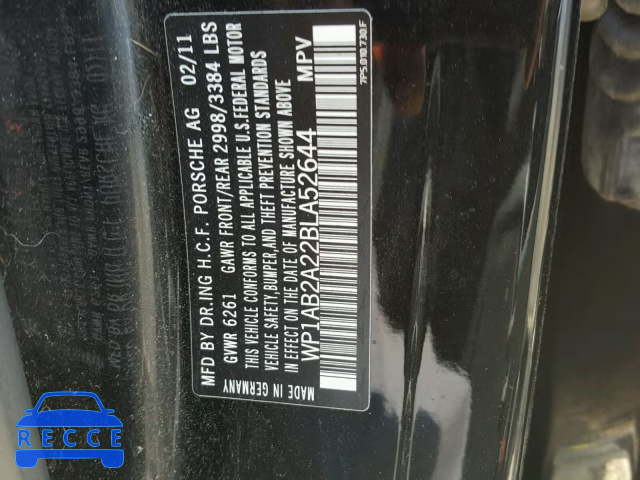 MFD BY DR.ING H.C.F. PORSCHE AG 02/11
GVWR 6261 GAWR FRONT/REAR 2998/3384 LBS
THIS VEHICLE CONFORMS TO ALL APPLICABLE U.S.FEDERAL MOTOR
VEHICLE SAFETY,BUMPER,AND THEFT PREVENTION STANDARDS
IN EFFECT ON THE DATE OF MANUFACTURE SHOWN ABOVE
WP1AB2A22BLA52644 MPV
MADE IN GERMANY
7P5010730F
RECCE